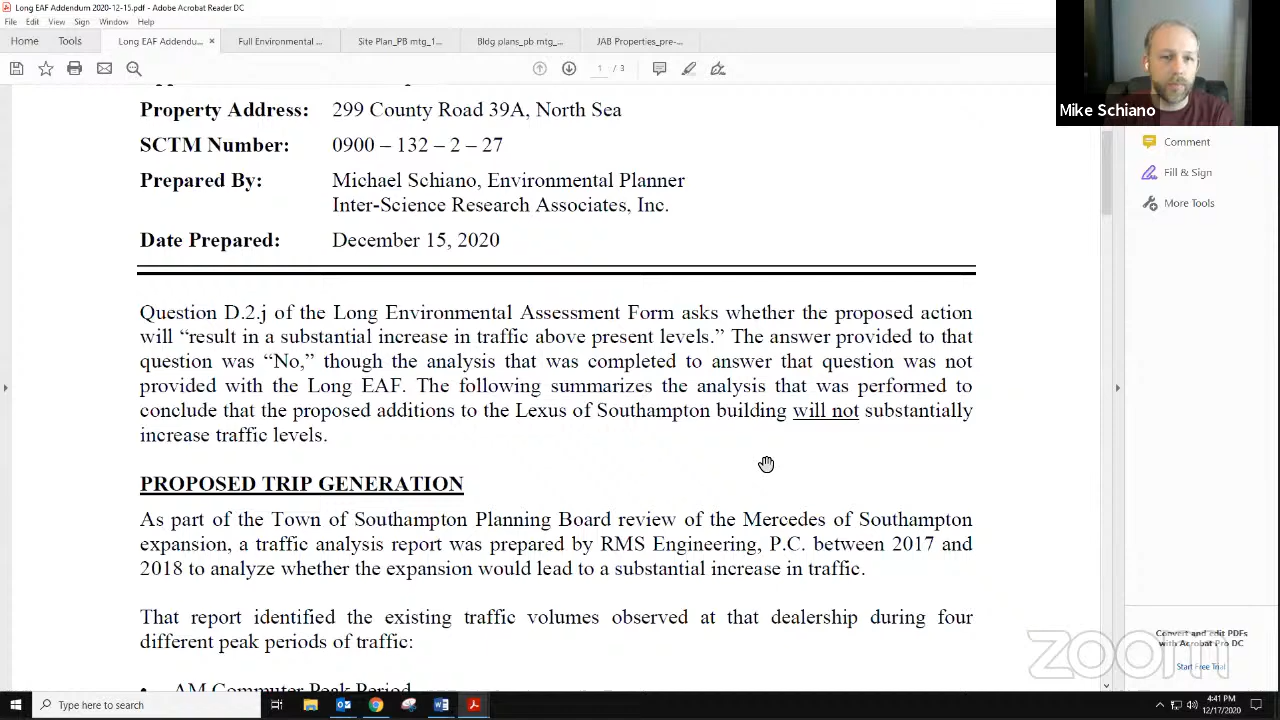 Long EAF Addendum 2020-12-15.pdf - Adobe Acrobat Reader DC
File Edit View Sign Window Help
Home Tools Long EAF Addendu... × Full Environmental ... Site Plan_PB mtg_1... Bldg plans_pb mtg_... JAB Properties_pre-...
1 / 3
Mike Schiano
Property Address: 299 County Road 39A, North Sea
SCTM Number: 0900 – 132 – 2 – 27
Prepared By: Michael Schiano, Environmental Planner
Inter-Science Research Associates, Inc.
Date Prepared: December 15, 2020
Comment
Fill & Sign
More Tools
Question D.2.j of the Long Environmental Assessment Form asks whether the proposed action
will “result in a substantial increase in traffic above present levels.” The answer provided to that
question was “No,” though the analysis that was completed to answer that question was not
provided with the Long EAF. The following summarizes the analysis that was performed to
conclude that the proposed additions to the Lexus of Southampton building will not substantially
increase traffic levels.
PROPOSED TRIP GENERATION
As part of the Town of Southampton Planning Board review of the Mercedes of Southampton
expansion, a traffic analysis report was prepared by RMS Engineering, P.C. between 2017 and
2018 to analyze whether the expansion would lead to a substantial increase in traffic.
That report identified the existing traffic volumes observed at that dealership during four
different peak periods of traffic:
• AM Commuter Peak Period
Convert and edit PDFs
with Acrobat Pro DC
Start Free Trial
zoom
Type here to search
4:41 PM
12/17/2020